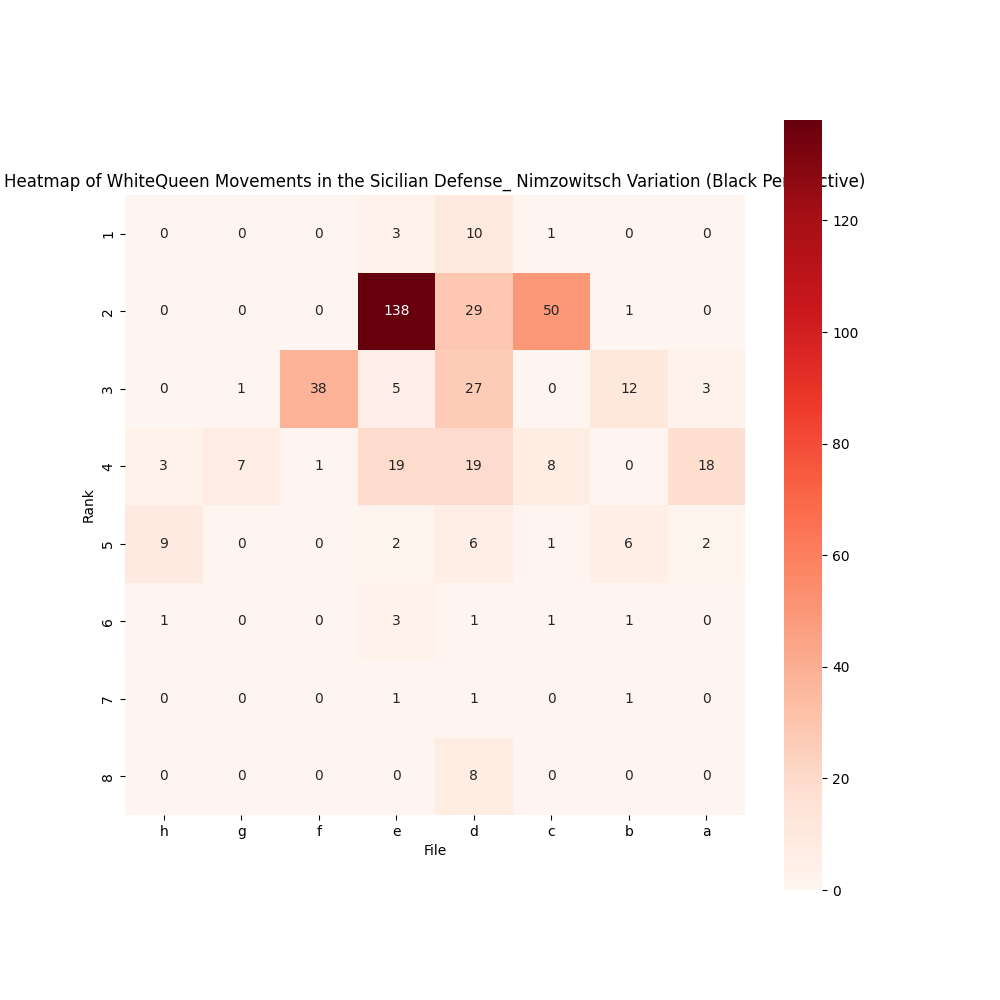 Heatmap of WhiteQueen Movements in the Sicilian Defense_ Nimzowitsch Variation (Black Pe ctive)
1 0 0 0 3 10 1 0 0
2 0 0 0 138 29 50 1 0
3 0 1 38 5 27 0 12 3
4 3 7 1 19 19 8 0 18
5 9 0 0 2 6 1 6 2
6 1 0 0 3 1 1 1 0
7 0 0 0 1 1 0 1 0
8 0 0 0 0 8 0 0 0
Rank
h g f e d c b a
File
120
100
80
60
40
20
0